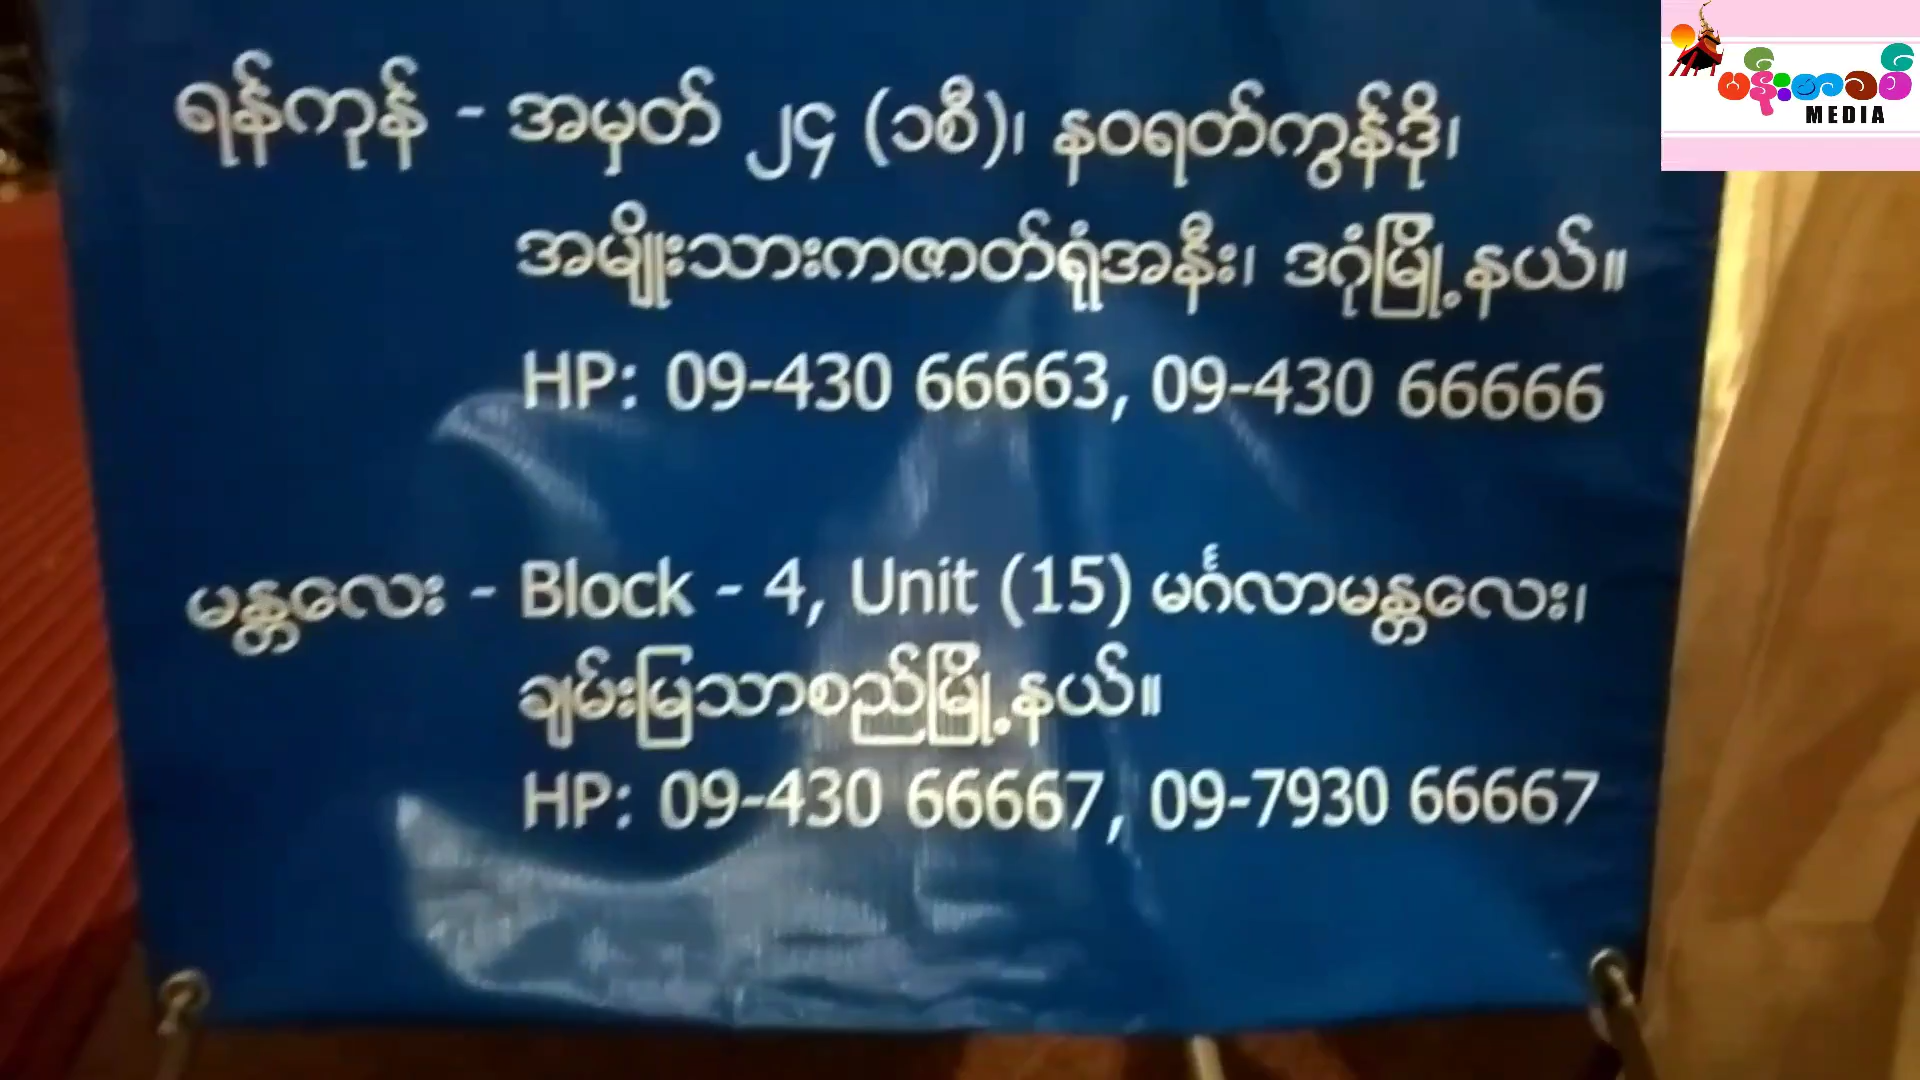 ရန်ကုန် - အမှတ် ၂၄ (၁စီ)၊ နဝရတ်ကွန်ဒို၊
အမျိုးသားကဇာတ်ရုံအနီး၊ ဒဂုံမြို့နယ်။
HP: 09-430 66663, 09-430 66666
မန္တလေး - Block - 4, Unit (15) မင်္ဂလာမန္တလေး၊
ချမ်းမြသာစည်မြို့နယ်။
HP: 09-430 66667, 09-7930 66667
MEDIA